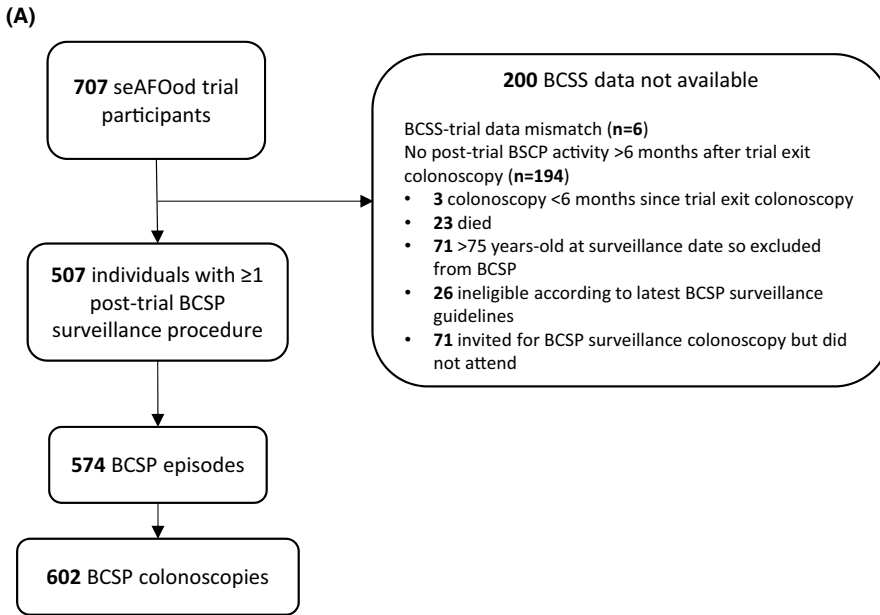 (A)
707 seAFOod trial
participants
200 BCSS data not available
BCSS-trial data mismatch (n=6)
No post-trial BSCP activity >6 months after trial exit
colonoscopy (n=194)
• 3 colonoscopy <6 months since trial exit colonoscopy
• 23 died
• 71 >75 years-old at surveillance date so excluded
from BCSP
• 26 ineligible according to latest BCSP surveillance
guidelines
• 71 invited for BCSP surveillance colonoscopy but did
not attend
507 individuals with ≥1
post-trial BCSP
surveillance procedure
574 BCSP episodes
602 BCSP colonoscopies